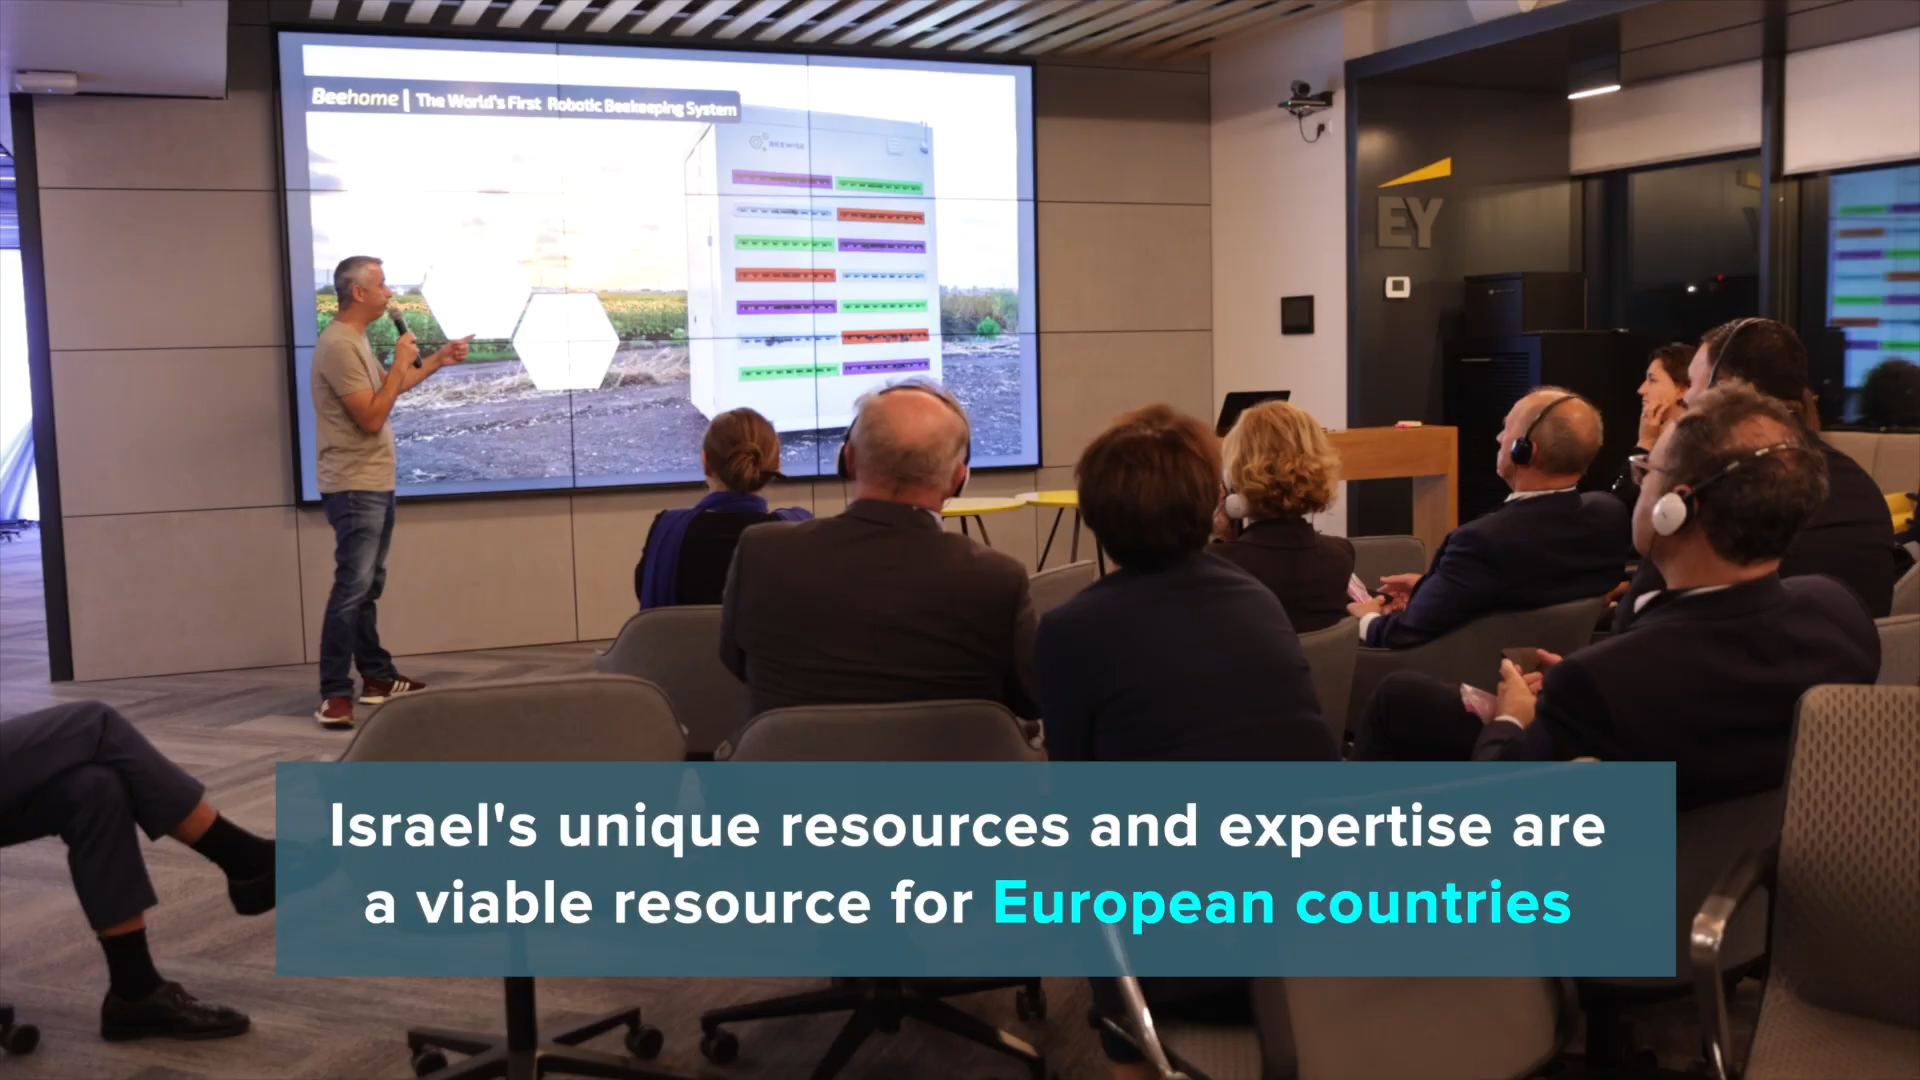 Beehome | The World's First Robotic Beekeeping System
BEEWISE
EY
Israel's unique resources and expertise are
a viable resource for European countries